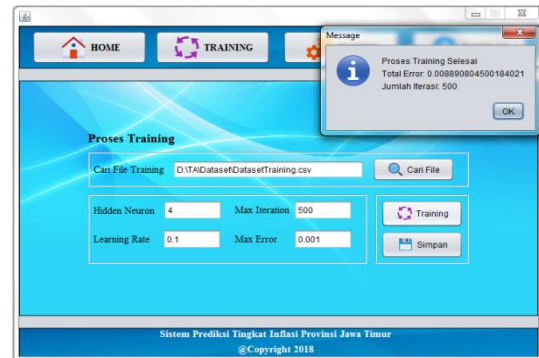 HOME
TRAINING
Message
Proses Training Selesai
Total Error: 0.008890804500184021
Jumlah Iterasi: 500
OK
Proses Training
Cari File Training D:\TA\Dataset\DatasetTraining.csv Cari File
Hidden Neuron 4 Max Iteration 500 Training
Learning Rate 0.1 Max Error 0.001 Simpan
Sistem Prediksi Tingkat Inflasi Provinsi Jawa Timur
@Copyright 2018